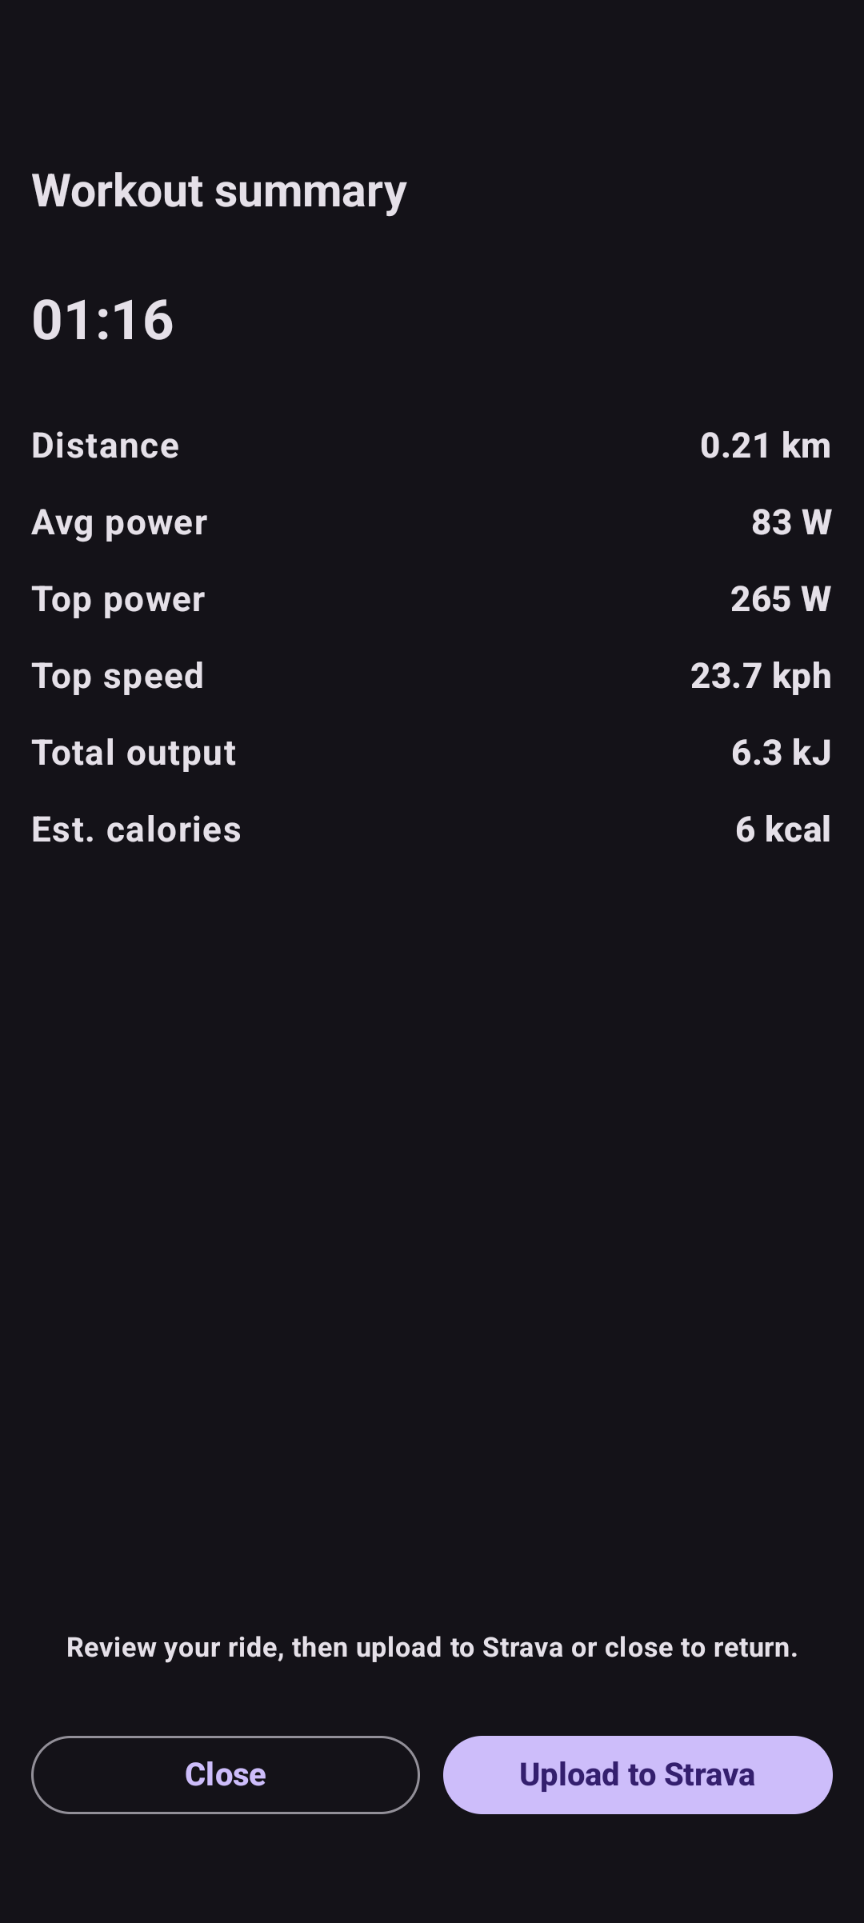 Workout summary
01:16
Distance 0.21 km
Avg power 83 W
Top power 265 W
Top speed 23.7 kph
Total output 6.3 kJ
Est. calories 6 kcal
Review your ride, then upload to Strava or close to return.
Close Upload to Strava